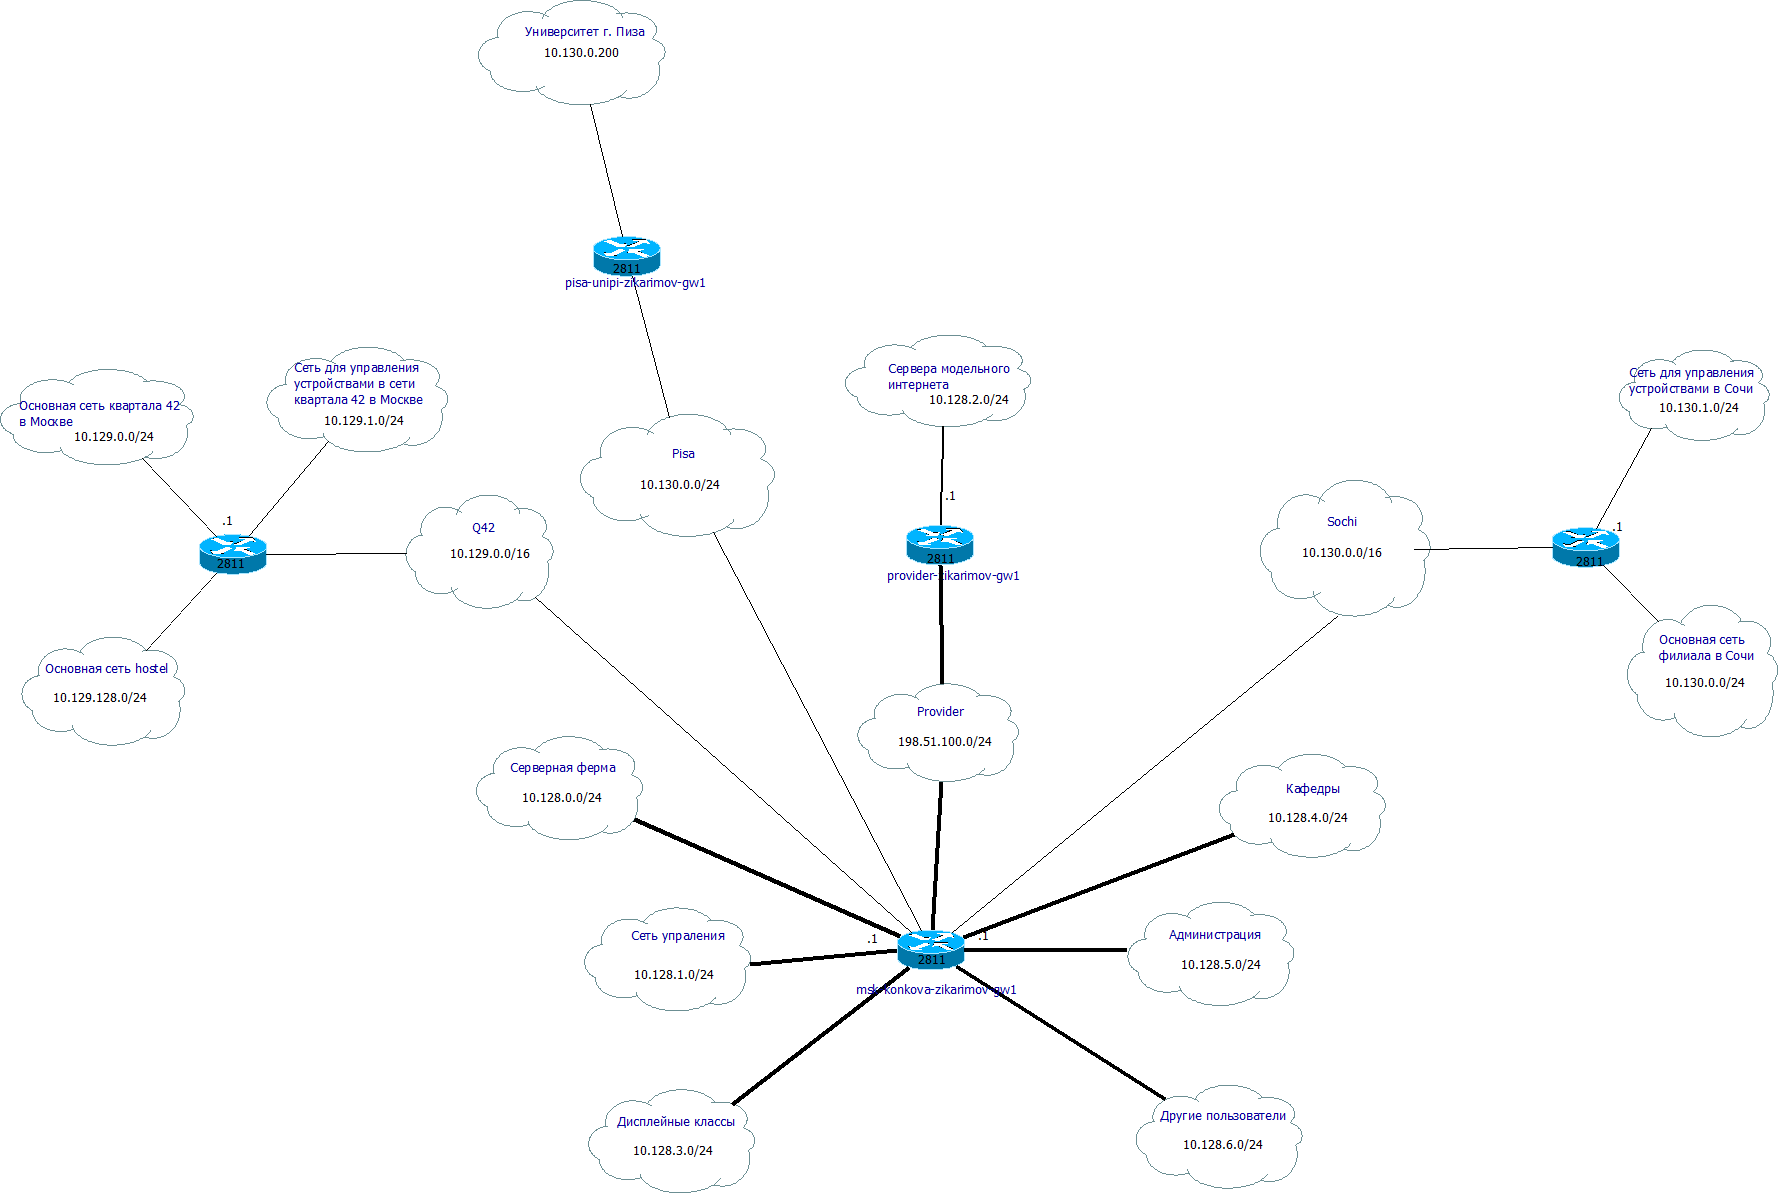 Университет г. Пиза
10.130.0.200
2811
pisa-unipi-zikarimov-gw1
Сервера модельного
интернета
10.128.2.0/24
Основная сеть квартала 42
в Москве
10.129.0.0/24
Сеть для управления
устройствами в сети
квартала 42 в Москве
10.129.1.0/24
Сеть для управления
устройствами в Сочи
10.130.1.0/24
Pisa
10.130.0.0/24
.1
.1
2811
Q42
10.129.0.0/16
2811
provider-zikarimov-gw1
Sochi
10.130.0.0/16
.1
2811
Основная сеть hostel
10.129.128.0/24
Основная сеть
филиала в Сочи
10.130.0.0/24
Provider
198.51.100.0/24
Серверная ферма
10.128.0.0/24
Кафедры
10.128.4.0/24
Сеть упраления
10.128.1.0/24
.1
.1
2811
msk-konkova-zikarimov-gw1
Администрация
10.128.5.0/24
Дисплейные классы
10.128.3.0/24
Другие пользователи
10.128.6.0/24